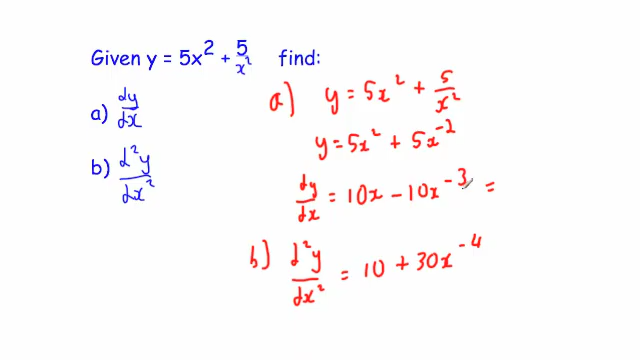 Given y = 5x² + 5/x² find:
a) dy/dx
b) d²y/dx²
a) y = 5x² + 5/x²
y = 5x² + 5x⁻²
dy/dx = 10x - 10x⁻³ =
b) d²y/dx² = 10 + 30x⁻⁴